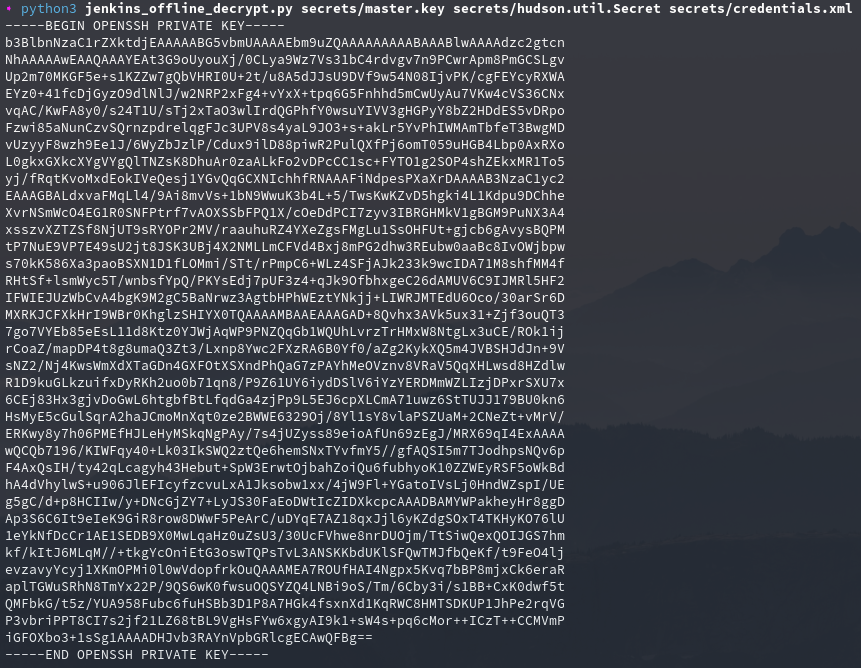 • python3 jenkins_offline_decrypt.py secrets/master.key secrets/hudson.util.Secret secrets/credentials.xml
-----BEGIN OPENSSH PRIVATE KEY-----
b3BlbnNzaC1rZXktdjEAAAAABG5vbmUAAAAEbm9uZQAAAAAAAAABAAABlwAAAAdzc2gtcn
NhAAAAAwEAAQAAAYEAt3G9oUyouXj/0CLya9Wz7Vs31bC4rdvgv7n9PCwrApm8PmGCSLgv
Up2m70MKGF5e+s1KZZw7gQbVHRI0U+2t/u8A5dJJsU9DVf9w54N08IjvPK/cgFEYcyRXWA
EYz0+41fcDjGyzO9dlNlJ/w2NRP2xFg4+vYxX+tpq6G5Fnhhd5mCwUyAu7VKw4cVS36CNx
vqAC/KwFA8y0/s24T1U/sTj2xTaO3wlIrdQGPhfY0wsuYIVV3gHGPyY8bZ2HDdES5vDRpo
Fzwi85aNunCzvSQrnzpdrelqgFJc3UPV8s4yaL9JO3+s+akLr5YvPhIWMAmTbfeT3BwgMD
vUzyyF8wzh9Ee1J/6WyZbJzlP/Cdux9ilD88piwR2PulQXfPj6omT059uHGB4Lbp0AxRXo
L0gkxGXkcXYgVYgQlTNZsK8DhuAr0zaALkFo2vDPcCC1sc+FYTO1g2SOP4shZEkxMR1To5
yj/fRqtKvoMxdEokIVeQesj1YGvQqGCXNIchhfRNAAAFiNdpesPXaXrDAAAAB3NzaC1yc2
EAAAGBALdxvaFMqLl4/9Ai8mvVs+1bN9WwuK3b4L+5/TwsKwKZvD5hgki4L1Kdpu9DChhe
XvrNSmWcO4EG1R0SNFPtrf7vAOXSSbFPQ1X/cOeDdPCI7zyv3IBRGHMkV1gBGM9PuNX3A4
xsszvXZTZSf8NjUT9sRYOPr2MV/raauhuRZ4YXeZgsFMgLu1SsOHFUt+gjcb6gAvysBQPM
tP7NuE9VP7E49sU2jt8JSK3UBj4X2NMLLmCFVd4Bxj8mPG2dhw3REubw0aaBc8IvOWjbpw
s70kK586Xa3paoBSXN1D1fLOMmi/STt/rPmpC6+WLz4SFjAJk233k9wcIDA71M8shfMM4f
RHtSf+lsmWyc5T/wnbsfYpQ/PKYsEdj7pUF3z4+qJk9OfbhxgeC26dAMUV6C9IJMRl5HF2
IFWIEJUzWbCvA4bgK9M2gC5BaNrwz3AgtbHPhWEztYNkjj+LIWRJMTEdU6Oco/30arSr6D
MXRKJCFXkHrI9WBr0KhglzSHIYX0TQAAAAMBAAEAAAGAD+8Qvhx3AVk5ux31+Zjf3ouQT3
7go7VYEb85eEsL11d8Ktz0YJWjAqWP9PNZQqGb1WQUhLvrzTrHMxW8NtgLx3uCE/ROk1ij
rCoaZ/mapDP4t8g8umaQ3Zt3/Lxnp8Ywc2FXzRA6B0Yf0/aZg2KykXQ5m4JVBSHJdJn+9V
sNZ2/Nj4KwsWmXdXTaGDn4GXFOtXSXndPhQaG7zPAYhMeOVznv8VRaV5QqXHLwsd8HZdlw
R1D9kuGLkzuifxDyRKh2uo0b71qn8/P9Z61UY6iydDSlV6iYzYERDMmWZLIzjDPxrSXU7x
6CEj83Hx3gjvDoGwL6htgbfBtLfqdGa4zjPp9L5EJ6cpXLCmA71uwz6StTUJJ179BU0kn6
HsMyE5cGulSqrA2haJCmoMnXqt0ze2BWWE6329Oj/8Yl1sY8vlaPSZUaM+2CNeZt+vMrV/
ERKwy8y7h06PMEfHJLeHyMSkqNgPAy/7s4jUZyss89eioAfUn69zEgJ/MRX69qI4ExAAAA
wQCQb7196/KIWFqy40+Lk03IkSWQ2ztQe6hemSNxTYvfmY5//gfAQSI5m7TJodhpsNQv6p
F4AxQsIH/ty42qLcagyh43Hebut+SpW3ErwtOjbahZoiQu6fubhyoK10ZZWEyRSF5oWkBd
hA4dVhylwS+u906JlEFIcyfzcvuLxA1Jksobw1xx/4jW9Fl+YGatoIVsLj0HndWZspI/UE
g5gC/d+p8HCIIw/y+DNcGjZY7+LyJS30FaEoDWtIcZIDXkcpcAAADBAMYWPakheyHr8ggD
Ap3S6C6It9eIeK9GiR8row8DWwF5PeArC/uDYqE7AZ18qxJjl6yKZdgSOxT4TKHyKO76lU
1eYkNfDcCr1AE1SEDB9X0MwLqaHz0uZsU3/30UcFVhwe8nrDUOjm/TtSiwQexQOIJGS7hm
kf/kItJ6MLqM//+tkgYcOniEtG3oswTQPsTvL3ANSKKbdUKlSFQwTMJfbQeKf/t9FeO4lj
evzavyYcyj1XKmOPMi0l0wVdopfrkOuQAAAMEA7ROUfHAI4Ngpx5Kvq7bBP8mjxCk6eraR
aplTGWuSRhN8TmYx22P/9QS6wK0fwsuOQSYZQ4LNBi9oS/Tm/6Cby3i/s1BB+CxK0dwf5t
QMFbkG/t5z/YUA958Fubc6fuHSBb3D1P8A7HGk4fsxnXd1KqRWC8HMTSDKUP1JhPe2rqVG
P3vbriPPT8CI7s2jf21LZ68tBL9VgHsFYw6xgyAI9k1+sW4s+pq6cMor++ICzT++CCMVmP
iGFOXbo3+1sSg1AAAADHJvb3RAYnVpbGRlcgECAwQFBg==
-----END OPENSSH PRIVATE KEY-----